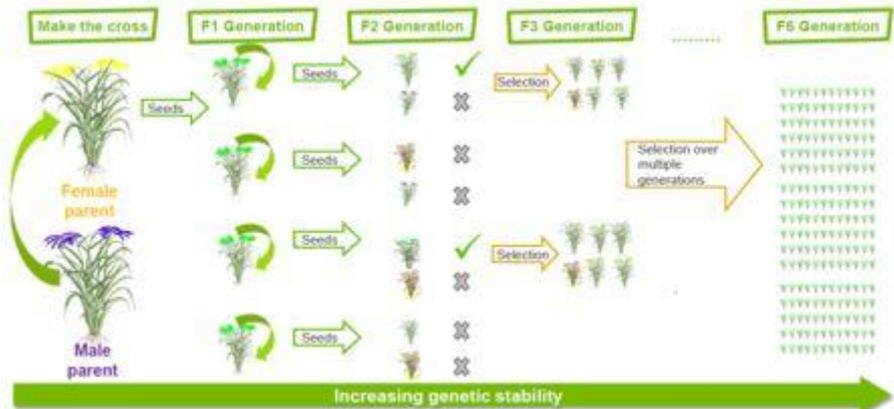 Make the cross
F1 Generation
F2 Generation
F3 Generation
..........
F6 Generation
Seeds
Seeds
Selection
Seeds
Selection over
multiple
generations
Female
parent
Seeds
Selection
Seeds
Male
parent
Increasing genetic stability